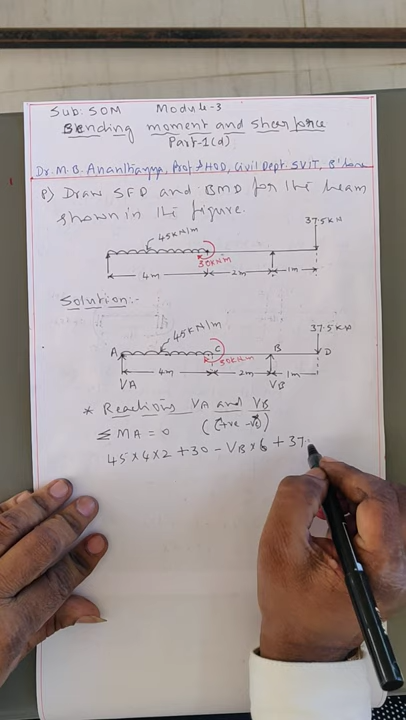 Sub: SOM Module-3
Bending moment and shear force
Part-1(d)
Dr. M. B. Ananthayya, Prof & HOD, Civil Dept. SVIT, B'lore
P) Draw SFD and BMD for the beam
shown in the figure.
37.5KN
45KN/m
30KNm
4m 2m 1m
Solution:-
45KN/m
37.5KN
A C B D
30KNm
4m 2m 1m
VA VB
* Reactions VA and VB
ΣMA = 0
45×4×2 + 30 - VB×6 + 37.